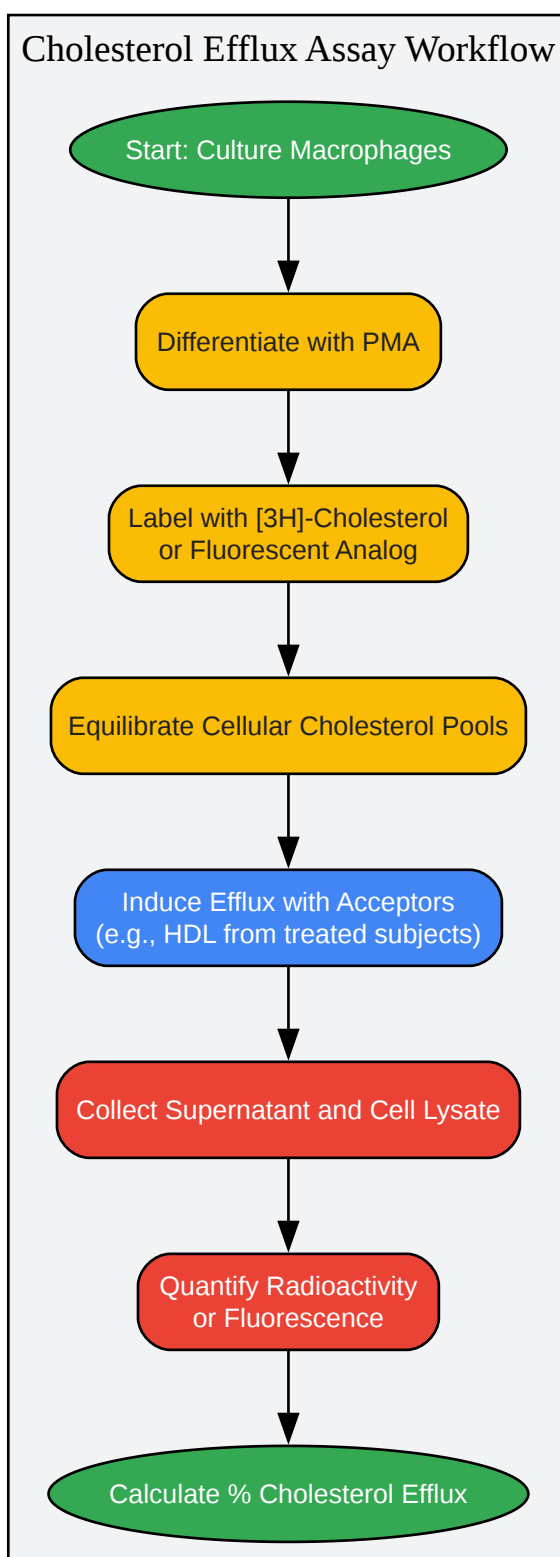 Cholesterol Efflux Assay Workflow
Start: Culture Macrophages
Differentiate with PMA
Label with [3H]-Cholesterol
or Fluorescent Analog
Equilibrate Cellular Cholesterol Pools
Induce Efflux with Acceptors
(e.g., HDL from treated subjects)
Collect Supernatant and Cell Lysate
Quantify Radioactivity
or Fluorescence
Calculate % Cholesterol Efflux